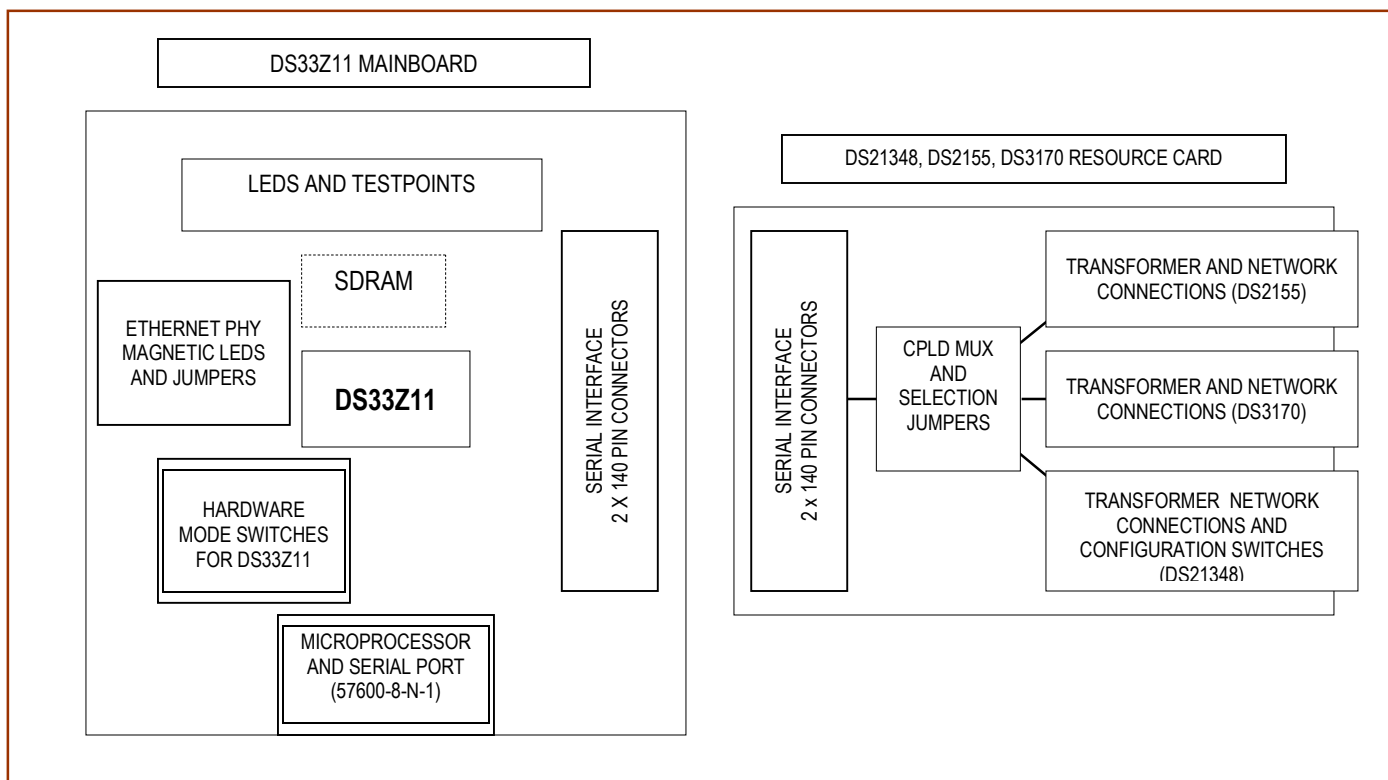 DS33Z11 MAINBOARD
LEDS AND TESTPOINTS
SDRAM
ETHERNET PHY
MAGNETIC LEDS
AND JUMPERS
DS33Z11
HARDWARE
MODE SWITCHES
FOR DS33Z11
MICROPROCESSOR
AND SERIAL PORT
(57600-8-N-1)
SERIAL INTERFACE
2 X 140 PIN CONNECTORS
DS21348, DS2155, DS3170 RESOURCE CARD
SERIAL INTERFACE
2 x 140 PIN CONNECTORS
CPLD MUX
AND
SELECTION
JUMPERS
TRANSFORMER AND NETWORK
CONNECTIONS (DS2155)
TRANSFORMER AND NETWORK
CONNECTIONS (DS3170)
TRANSFORMER NETWORK
CONNECTIONS AND
CONFIGURATION SWITCHES
(DS21348)